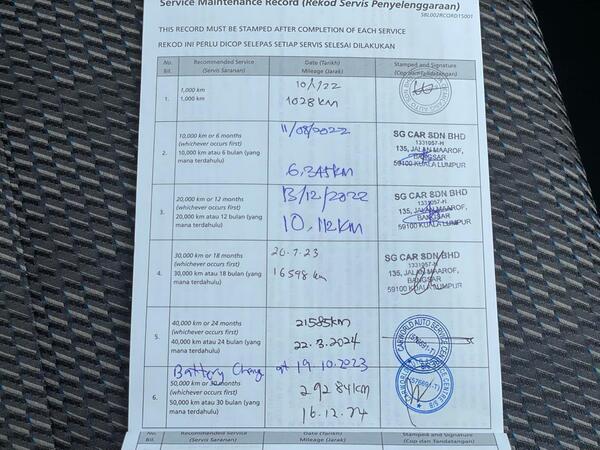 Service Maintenance Record (Rekod Servis Penyelenggaraan)
SBL002RCORD15001
THIS RECORD MUST BE STAMPED AFTER COMPLETION OF EACH SERVICE
REKOD INI PERLU DICOP SELEPAS SETIAP SERVIS SELESAI DILAKUKAN
No.
Bil.
Recommended Service
(Servis Saranan)
Date (Tarikh)
Mileage (Jarak)
Stamped and Signature
(Cop dan Tandatangan)
1.
1,000 km
1,000 km
10/1/22
1028 km
2.
10,000 km or 6 months
(whichever occurs first)
10,000 km atau 6 bulan (yang
mana terdahulu)
11/08/2022
6,345km
SG CAR SDN BHD
1331057-H
135, JALAN MAAROF,
BANGSAR
59100 KUALA LUMPUR
3.
20,000 km or 12 months
(whichever occurs first)
20,000 km atau 12 bulan (yang
mana terdahulu)
13/12/2022
10,112KM
SG CAR SDN BHD
1331057-H
135, JALAN MAAROF,
BANGSAR
59100 KUALA LUMPUR
4.
30,000 km or 18 months
(whichever occurs first)
30,000 km atau 18 bulan (yang
mana terdahulu)
20.7.23
16598 km
SG CAR SDN BHD
1331057-H
135, JALAN MAAROF,
BANGSAR
59100 KUALA LUMPUR
5.
40,000 km or 24 months
(whichever occurs first)
40,000 km atau 24 bulan (yang
mana terdahulu)
21585km
22.3.2024
CARWORLD AUTO SERVICE
Battery Chang at 19.10.2023
6.
50,000 km or 30 months
(whichever occurs first)
50,000 km atau 30 bulan (yang
mana terdahulu)
29284km
16.12.24
No.
Bil.
Recommended Service
(Servis Saranan)
Date (Tarikh)
Mileage (Jarak)
Stamped and Signature
(Cop dan Tandatangan)